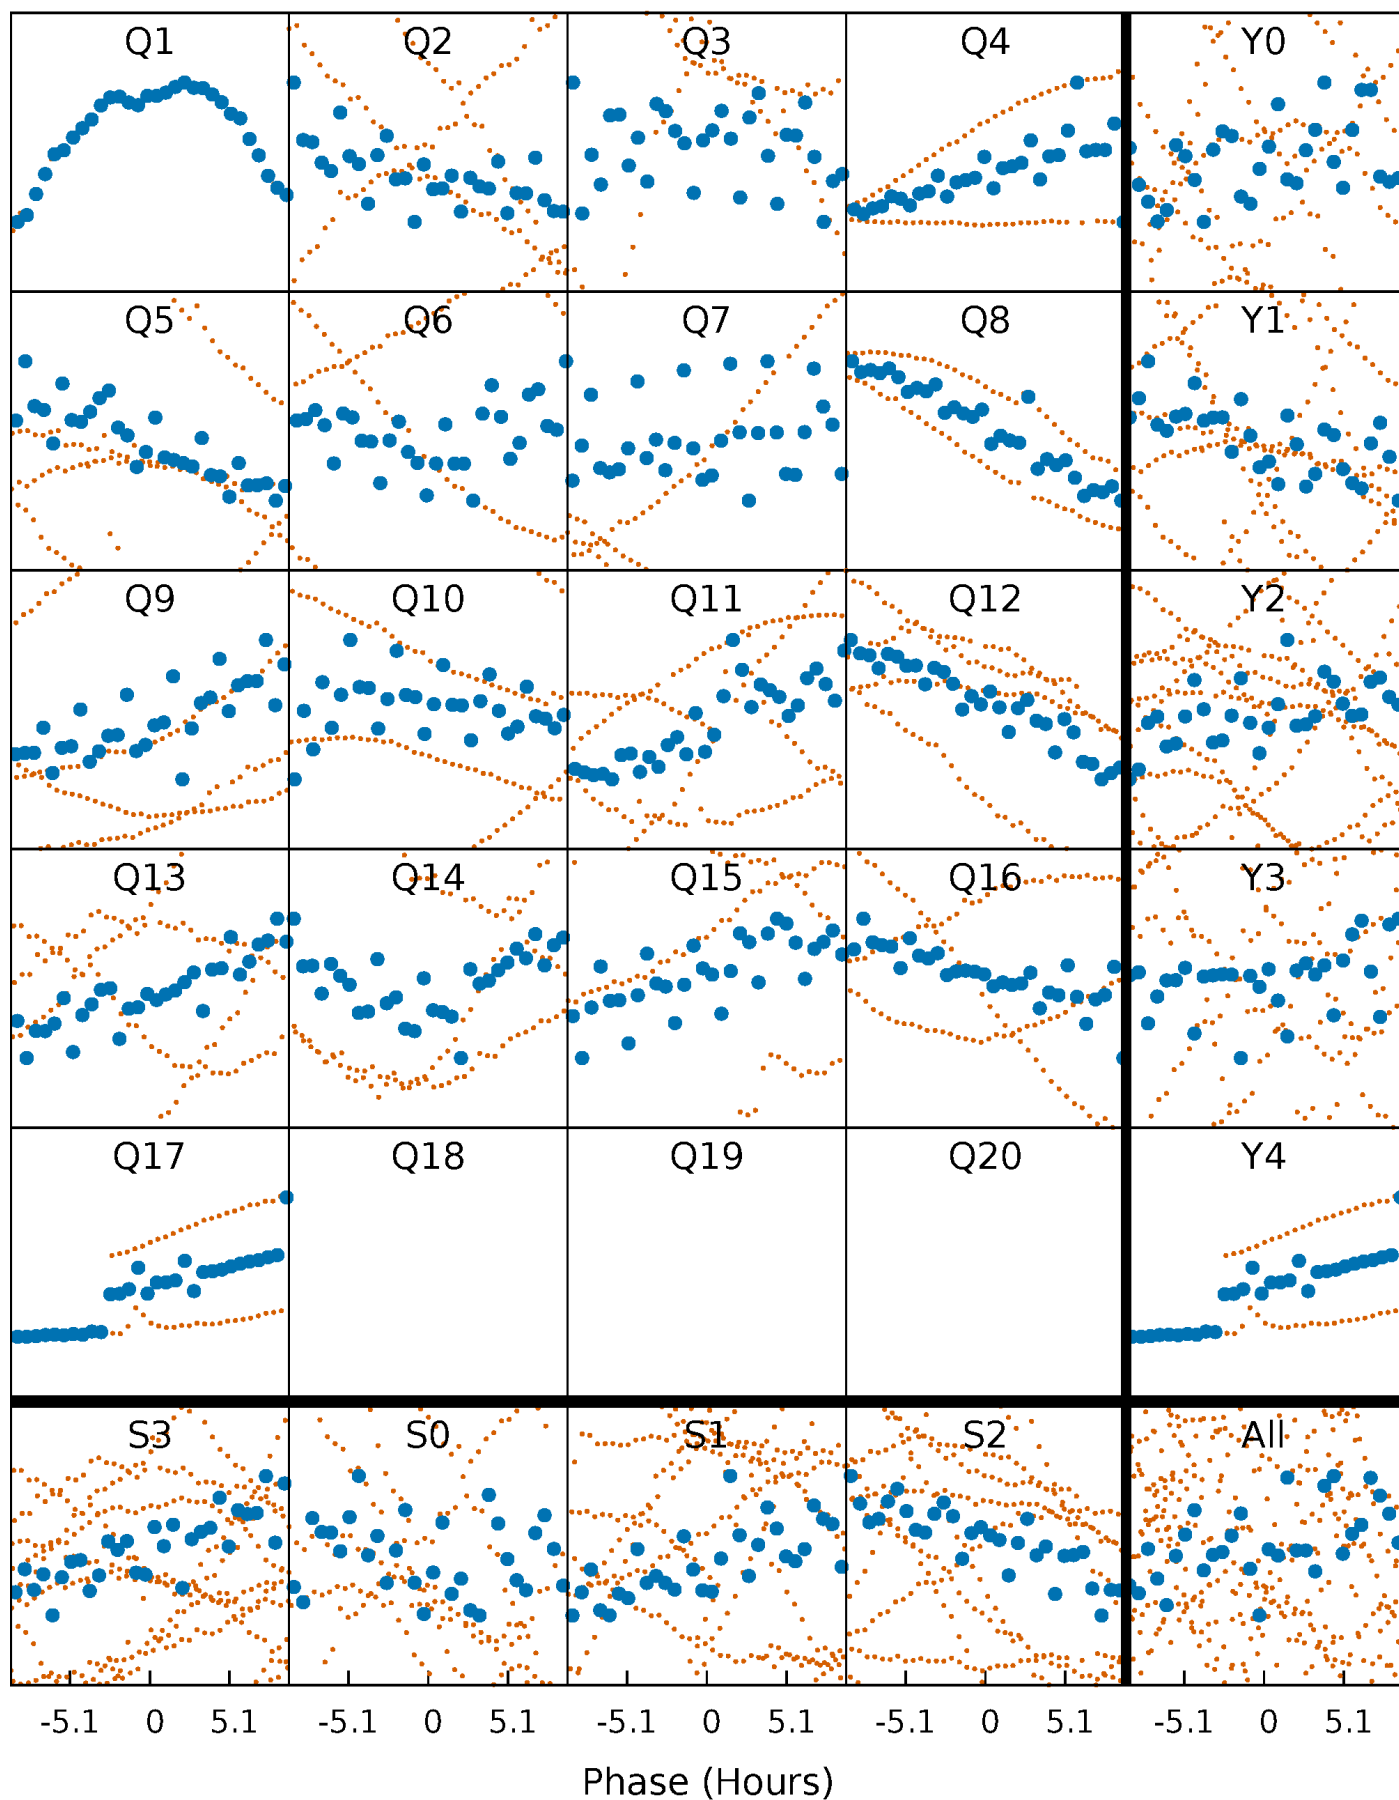 Q1 Q2 Q3 Q4 Y0
Q5 Q6 Q7 Q8 Y1
Q9 Q10 Q11 Q12 Y2
Q13 Q14 Q15 Q16 Y3
Q17 Q18 Q19 Q20 Y4
S3 S0 S1 S2 All
-5.1 0 5.1 -5.1 0 5.1 -5.1 0 5.1 -5.1 0 5.1 -5.1 0 5.1
Phase (Hours)